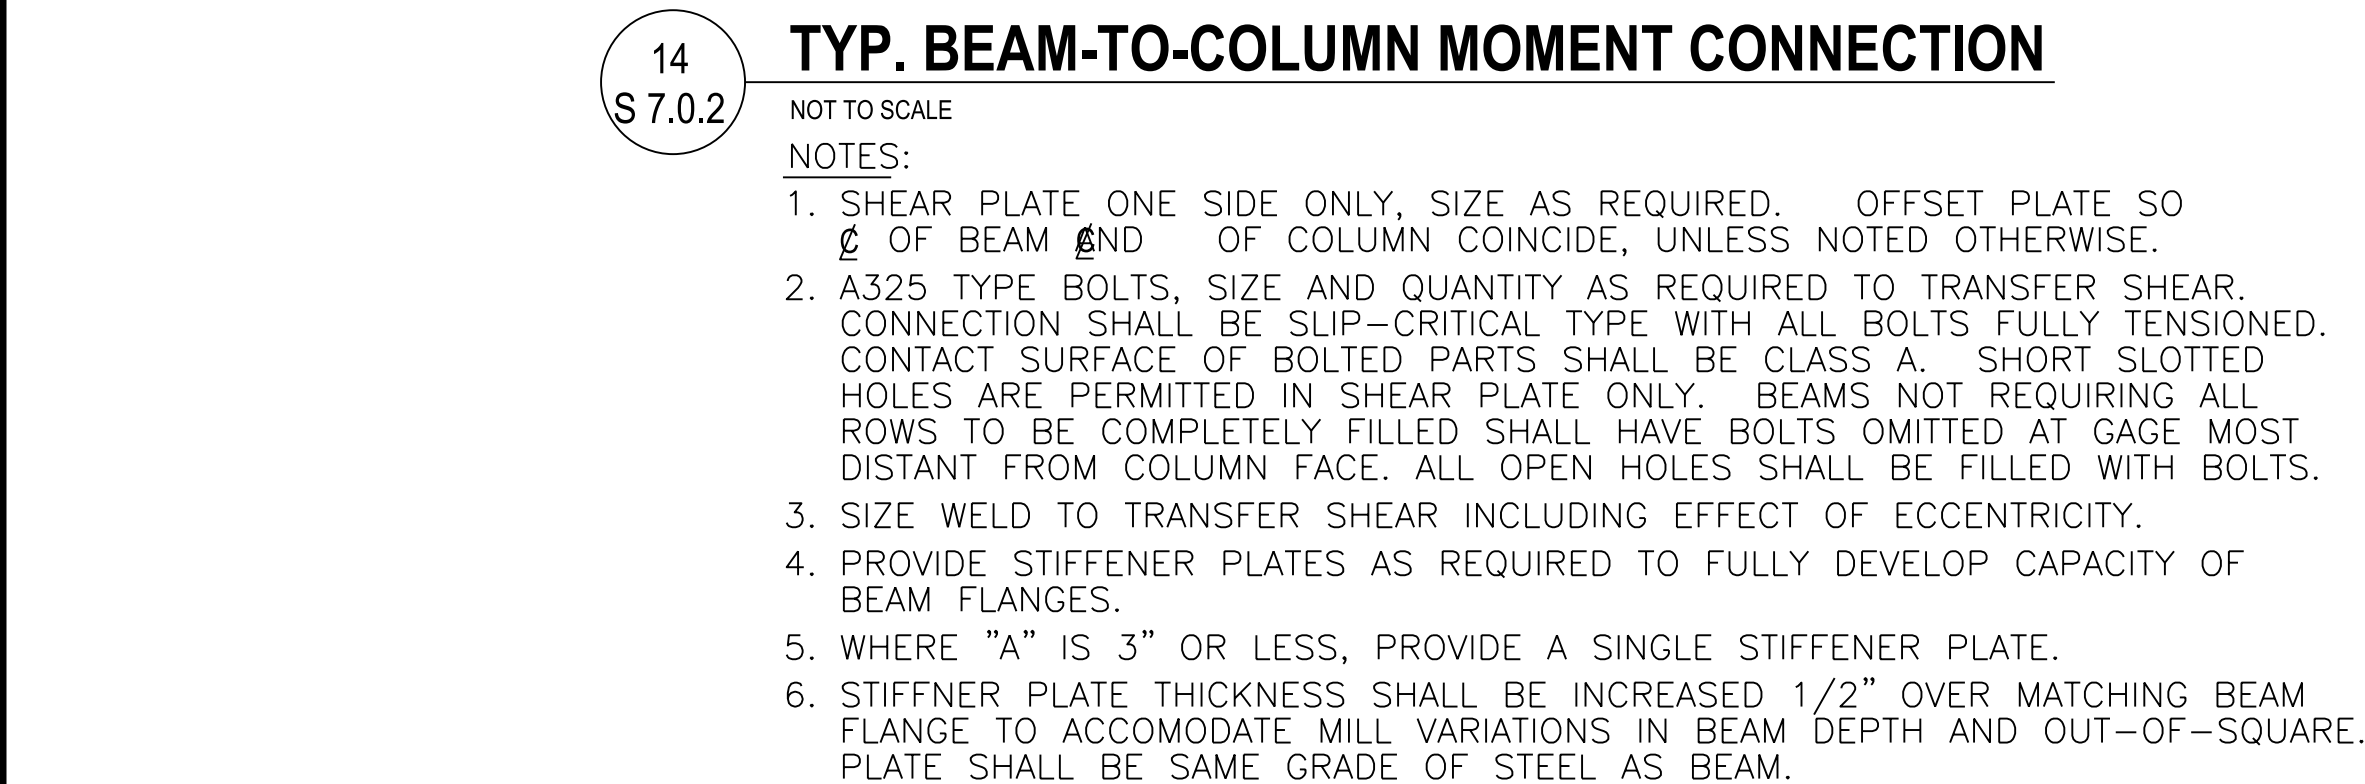 14
S 7.0.2
TYP. BEAM-TO-COLUMN MOMENT CONNECTION
NOT TO SCALE
NOTES:
1. SHEAR PLATE ONE SIDE ONLY, SIZE AS REQUIRED. OFFSET PLATE SO
℄ OF BEAM AND ℄ OF COLUMN COINCIDE, UNLESS NOTED OTHERWISE.
2. A325 TYPE BOLTS, SIZE AND QUANTITY AS REQUIRED TO TRANSFER SHEAR.
CONNECTION SHALL BE SLIP-CRITICAL TYPE WITH ALL BOLTS FULLY TENSIONED.
CONTACT SURFACE OF BOLTED PARTS SHALL BE CLASS A. SHORT SLOTTED
HOLES ARE PERMITTED IN SHEAR PLATE ONLY. BEAMS NOT REQUIRING ALL
ROWS TO BE COMPLETELY FILLED SHALL HAVE BOLTS OMITTED AT GAGE MOST
DISTANT FROM COLUMN FACE. ALL OPEN HOLES SHALL BE FILLED WITH BOLTS.
3. SIZE WELD TO TRANSFER SHEAR INCLUDING EFFECT OF ECCENTRICITY.
4. PROVIDE STIFFENER PLATES AS REQUIRED TO FULLY DEVELOP CAPACITY OF
BEAM FLANGES.
5. WHERE "A" IS 3" OR LESS, PROVIDE A SINGLE STIFFENER PLATE.
6. STIFFNER PLATE THICKNESS SHALL BE INCREASED 1/2" OVER MATCHING BEAM
FLANGE TO ACCOMODATE MILL VARIATIONS IN BEAM DEPTH AND OUT-OF-SQUARE.
PLATE SHALL BE SAME GRADE OF STEEL AS BEAM.